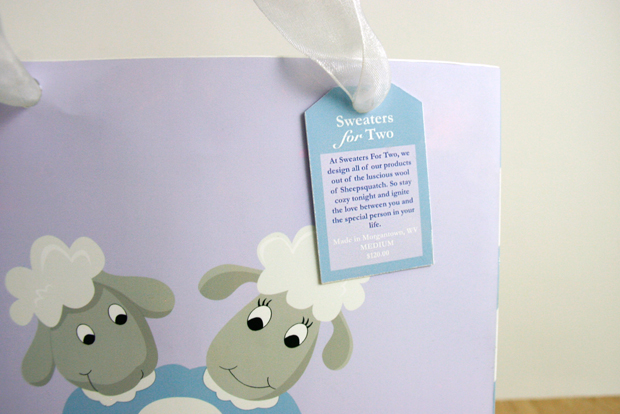 Sweaters
for Two
At Sweaters For Two, we
design all of our products
out of the luscious wool
of Sheepsquatch. So stay
cozy tonight and ignite
the love between you and
the special person in your
life.
Made in Morgantown, WV
MEDIUM